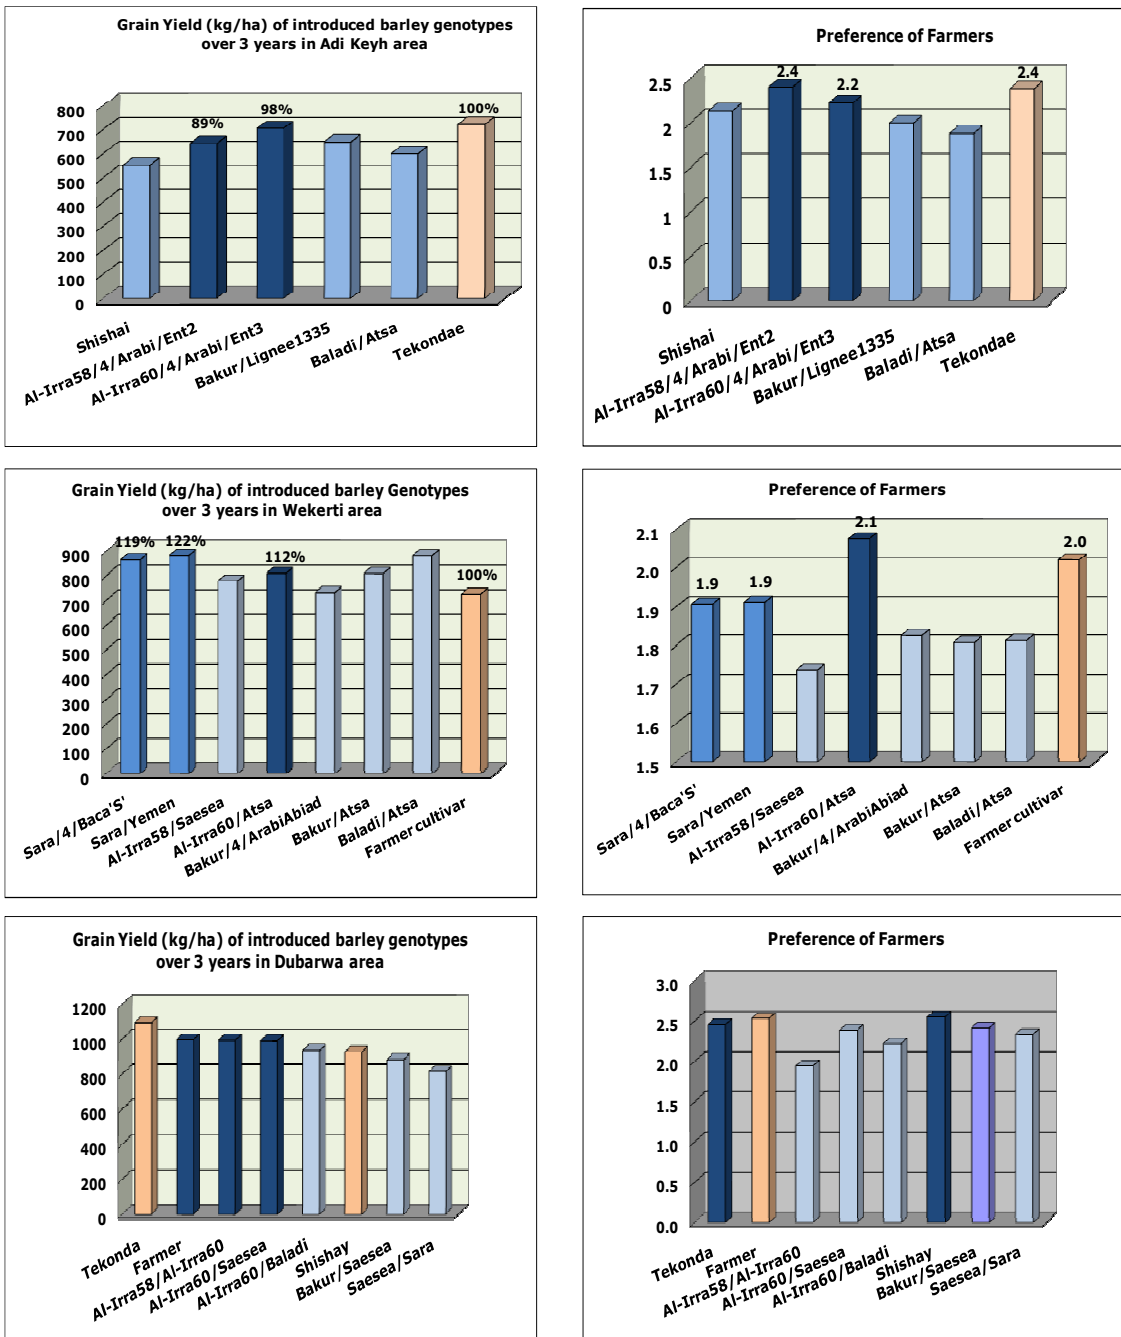 Grain Yield (kg/ha) of introduced barley genotypes
over 3 years in Adi Keyh area
800
700
600
500
400
300
200
100
0
89%
98%
100%
Shishai
Al-Irra58/4/Arabi/Ent2
Al-Irra60/4/Arabi/Ent3
Bakur/Lignee1335
Baladi/Atsa
Tekondae
Preference of Farmers
2.5
2
1.5
1
0.5
0
2.4
2.2
2.4
Shishai
Al-Irra58/4/Arabi/Ent2
Al-Irra60/4/Arabi/Ent3
Bakur/Lignee1335
Baladi/Atsa
Tekondae
Grain Yield (kg/ha) of introduced barley Genotypes
over 3 years in Wekerti area
900
800
700
600
500
400
300
200
100
0
119%
122%
112%
100%
Sara/4/Baca'S'
Sara/Yemen
Al-Irra58/Saesea
Al-Irra60/Atsa
Bakur/4/ArabiAbiad
Bakur/Atsa
Baladi/Atsa
Farmer cultivar
Preference of Farmers
2.1
2.0
1.9
1.8
1.7
1.6
1.5
1.9
1.9
2.1
2.0
Sara/4/Baca'S'
Sara/Yemen
Al-Irra58/Saesea
Al-Irra60/Atsa
Bakur/4/ArabiAbiad
Bakur/Atsa
Baladi/Atsa
Farmer cultivar
Grain Yield (kg/ha) of introduced barley genotypes
over 3 years in Dubarwa area
1200
1000
800
600
400
200
0
Tekonda
Farmer
Al-Irra58/Al-Irra60
Al-Irra60/Saesea
Al-Irra60/Baladi
Shishay
Bakur/Saesea
Saesea/Sara
Preference of Farmers
3.0
2.5
2.0
1.5
1.0
0.5
0.0
Tekonda
Farmer
Al-Irra58/Al-Irra60
Al-Irra60/Saesea
Al-Irra60/Baladi
Shishay
Bakur/Saesea
Saesea/Sara